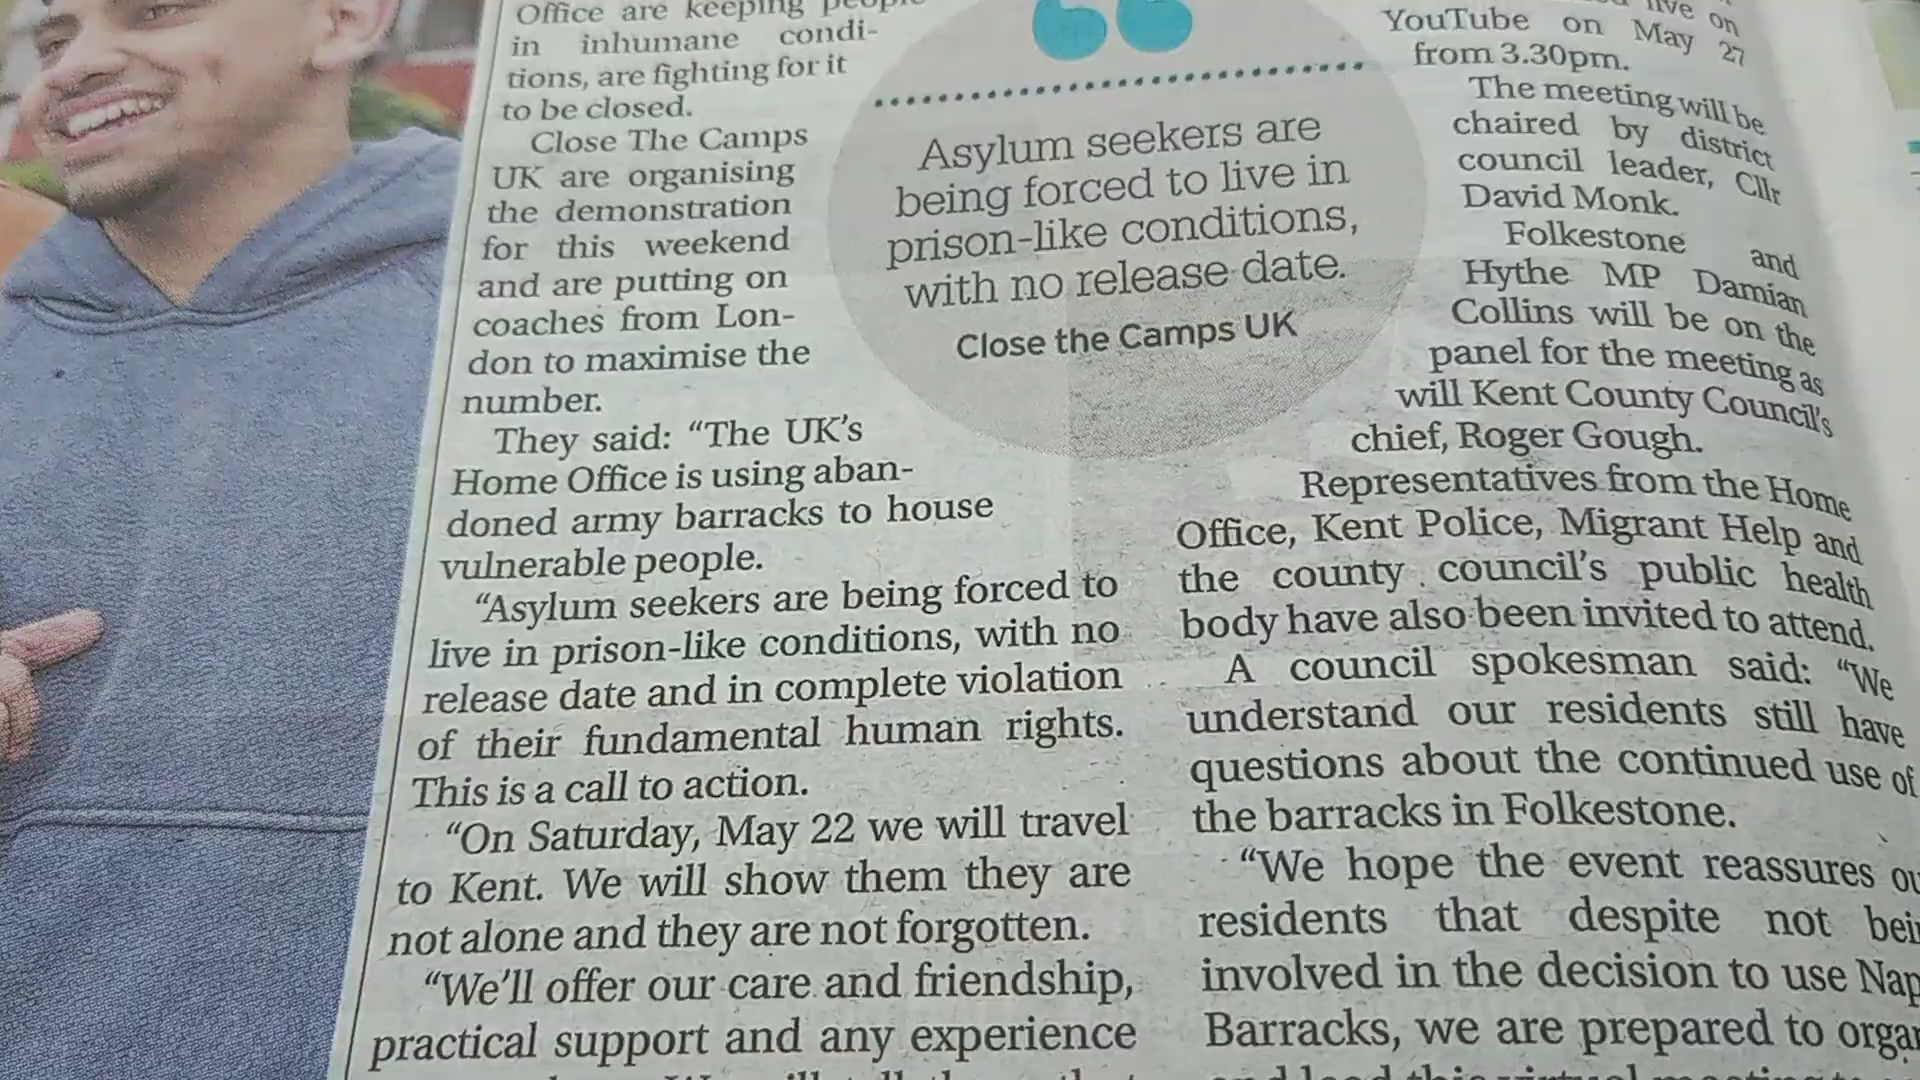 Office are keeping people
in inhumane condi-
tions, are fighting for it
to be closed.
Close The Camps
UK are organising
the demonstration
for this weekend
and are putting on
coaches from Lon-
don to maximise the
number.
They said: “The UK’s
Home Office is using aban-
doned army barracks to house
vulnerable people.
“Asylum seekers are being forced to
live in prison-like conditions, with no
release date and in complete violation
of their fundamental human rights.
This is a call to action.
“On Saturday, May 22 we will travel
to Kent. We will show them they are
not alone and they are not forgotten.
“We’ll offer our care and friendship,
practical support and any experience
Asylum seekers are
being forced to live in
prison-like conditions,
with no release date.
Close the Camps UK
live on
YouTube on May 27
from 3.30pm.
The meeting will be
chaired by district
council leader, Cllr
David Monk.
Folkestone and
Hythe MP Damian
Collins will be on the
panel for the meeting as
will Kent County Council’s
chief, Roger Gough.
Representatives from the Home
Office, Kent Police, Migrant Help and
the county council’s public health
body have also been invited to attend.
A council spokesman said: “We
understand our residents still have
questions about the continued use of
the barracks in Folkestone.
“We hope the event reassures
residents that despite not
involved in the decision to use
Barracks, we are prepared to